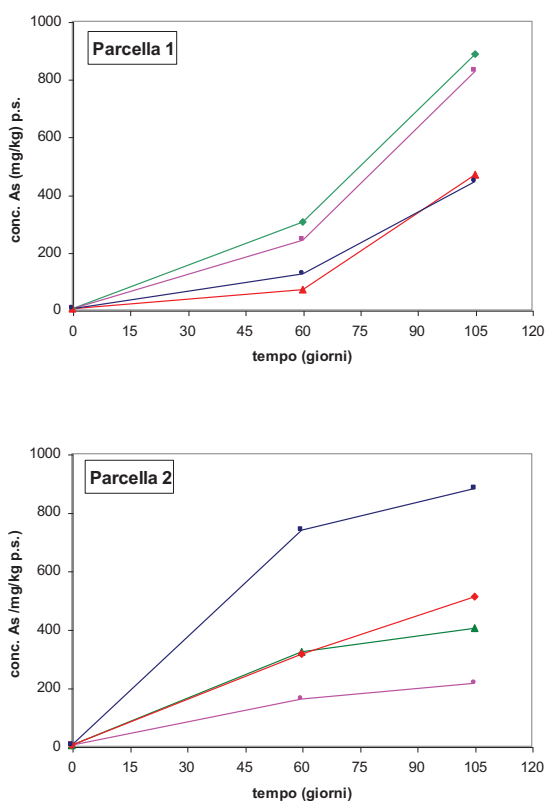 Parcella 1
conc. As (mg/kg) p.s.
1000
800
600
400
200
0
0 15 30 45 60 75 90 105 120
tempo (giorni)
Parcella 2
conc. As /mg/kg p.s.)
1000
800
600
400
200
0
0 15 30 45 60 75 90 105 120
tempo (giorni)